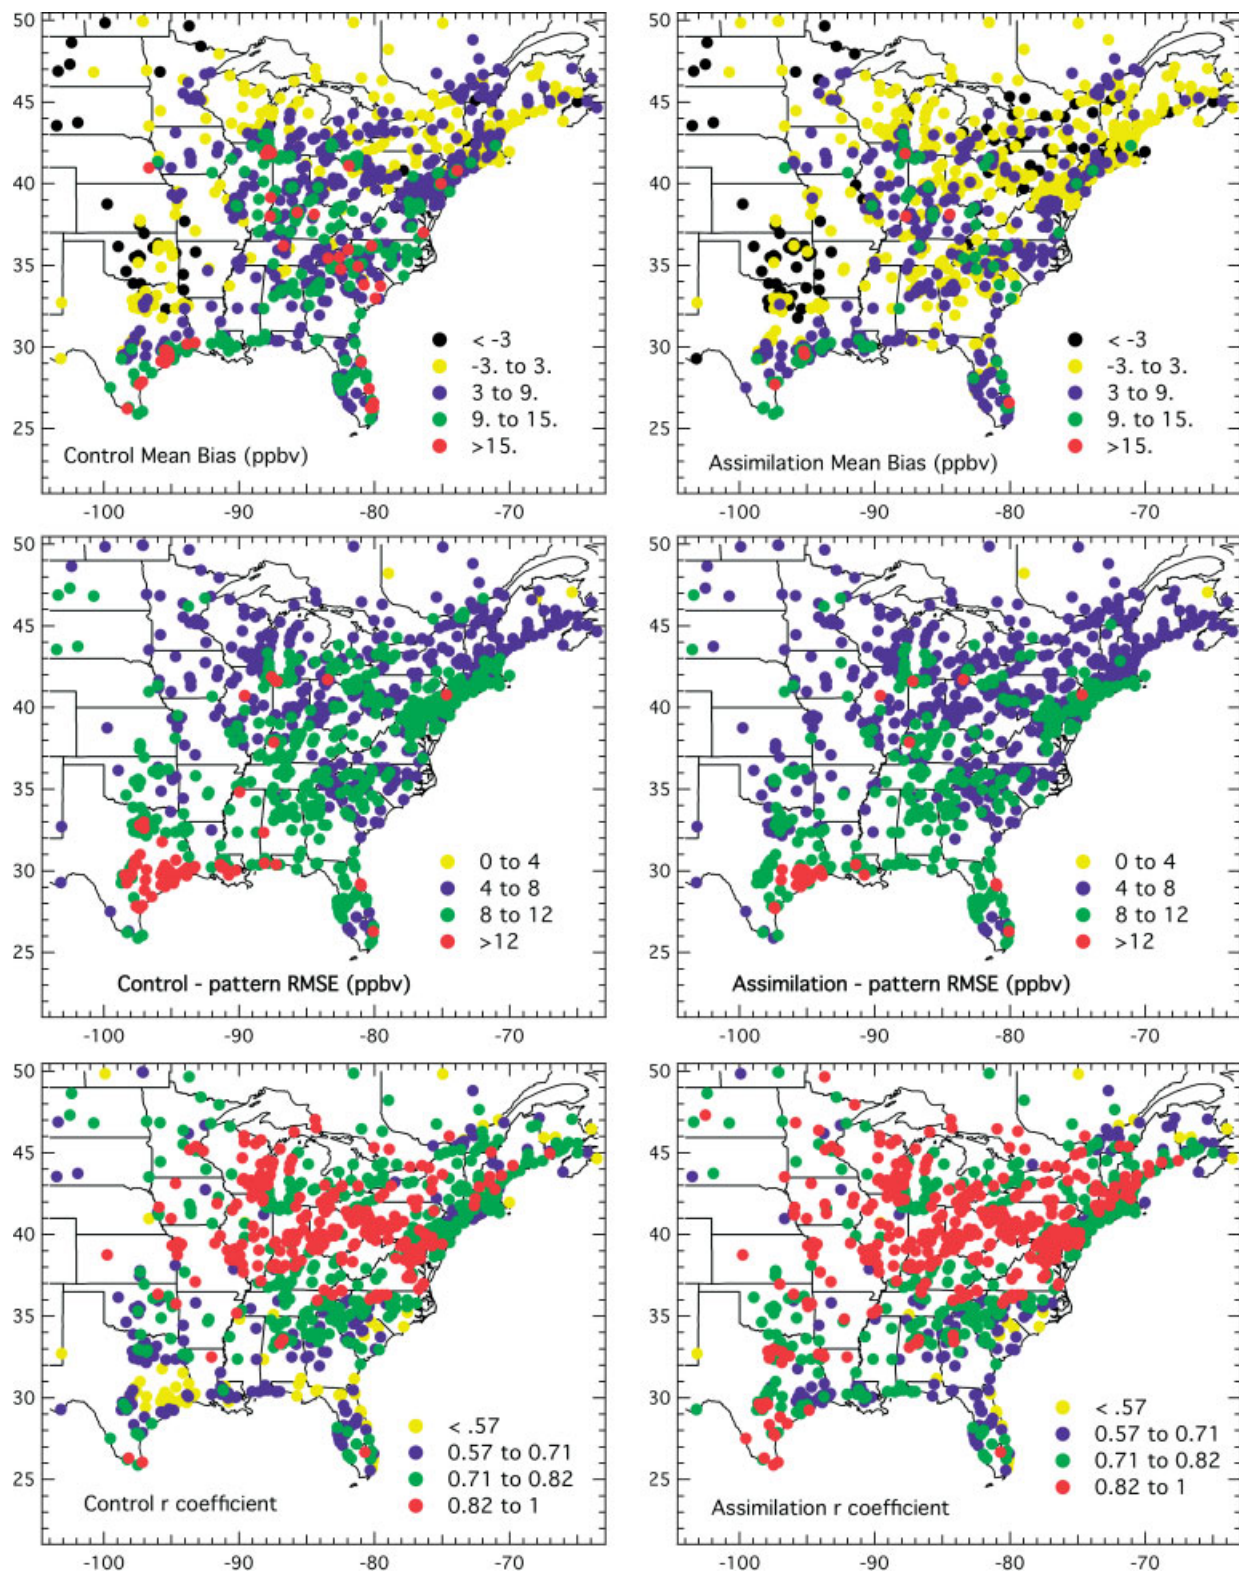 50
45
40
35
30
25
-100 -90 -80 -70
< -3
-3. to 3.
3 to 9.
9. to 15.
>15.
Control Mean Bias (ppbv)
50
45
40
35
30
25
-100 -90 -80 -70
< -3
-3. to 3.
3 to 9.
9. to 15.
>15.
Assimilation Mean Bias (ppbv)
50
45
40
35
30
25
-100 -90 -80 -70
0 to 4
4 to 8
8 to 12
>12
Control - pattern RMSE (ppbv)
50
45
40
35
30
25
-100 -90 -80 -70
0 to 4
4 to 8
8 to 12
>12
Assimilation - pattern RMSE (ppbv)
50
45
40
35
30
25
-100 -90 -80 -70
< .57
0.57 to 0.71
0.71 to 0.82
0.82 to 1
Control r coefficient
50
45
40
35
30
25
-100 -90 -80 -70
< .57
0.57 to 0.71
0.71 to 0.82
0.82 to 1
Assimilation r coefficient